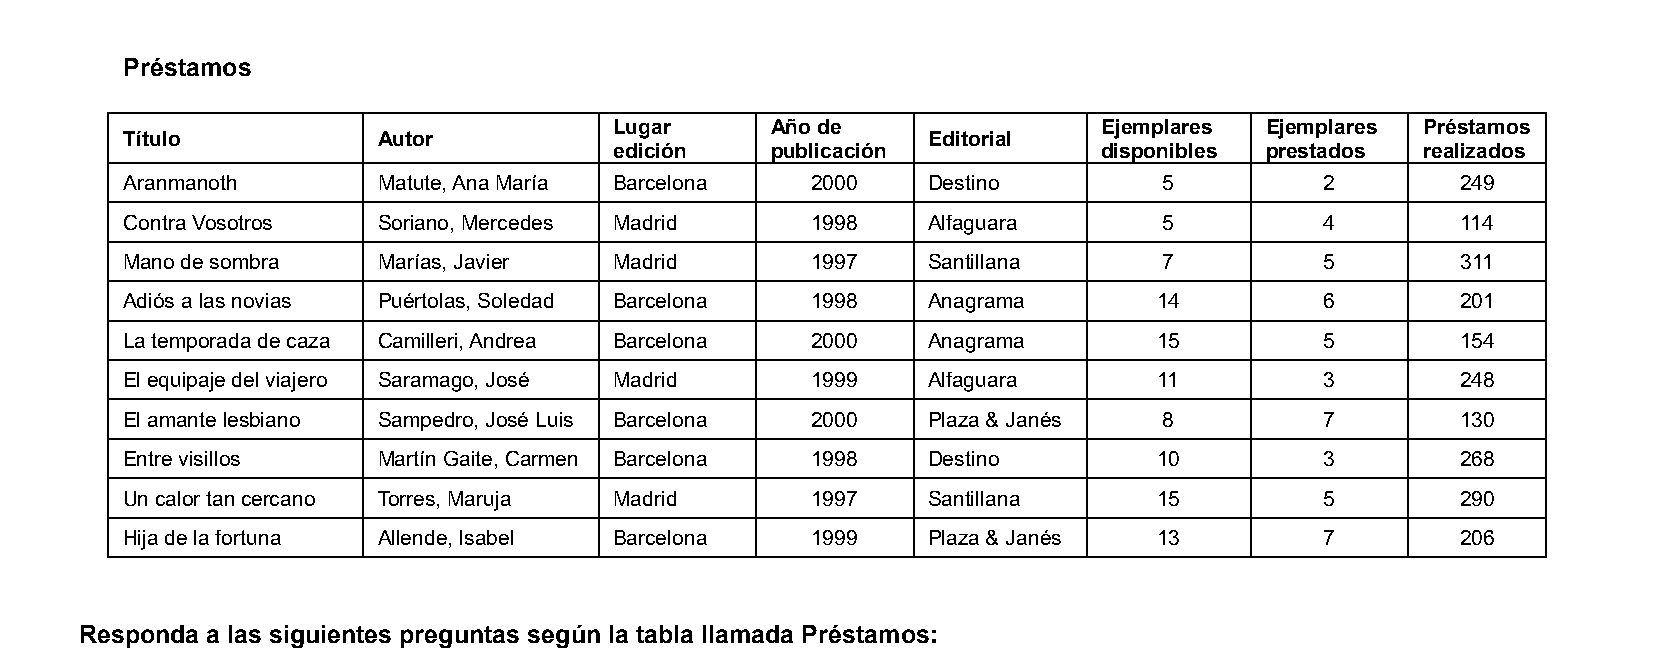 Préstamos
Título Autor Lugar edición Año de publicación Editorial Ejemplares disponibles Ejemplares prestados Préstamos realizados
Aranmanoth Matute, Ana María Barcelona 2000 Destino 5 2 249
Contra Vosotros Soriano, Mercedes Madrid 1998 Alfaguara 5 4 114
Mano de sombra Marías, Javier Madrid 1997 Santillana 7 5 311
Adiós a las novias Puértolas, Soledad Barcelona 1998 Anagrama 14 6 201
La temporada de caza Camilleri, Andrea Barcelona 2000 Anagrama 15 5 154
El equipaje del viajero Saramago, José Madrid 1999 Alfaguara 11 3 248
El amante lesbiano Sampedro, José Luis Barcelona 2000 Plaza & Janés 8 7 130
Entre visillos Martín Gaite, Carmen Barcelona 1998 Destino 10 3 268
Un calor tan cercano Torres, Maruja Madrid 1997 Santillana 15 5 290
Hija de la fortuna Allende, Isabel Barcelona 1999 Plaza & Janés 13 7 206
Responda a las siguientes preguntas según la tabla llamada Préstamos: